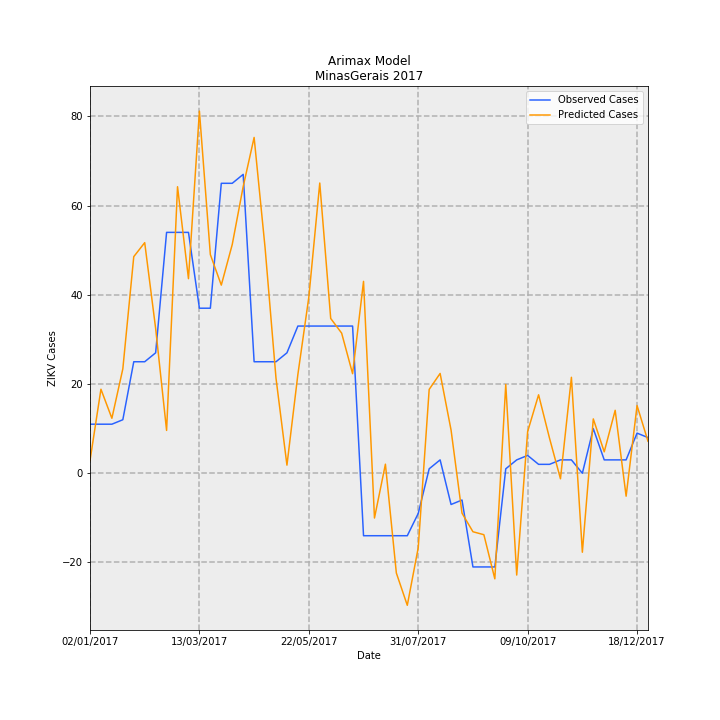 Arimax Model
MinasGerais 2017
Observed Cases
Predicted Cases
ZIKV Cases
80
60
40
20
0
−20
02/01/2017
13/03/2017
22/05/2017
31/07/2017
09/10/2017
18/12/2017
Date